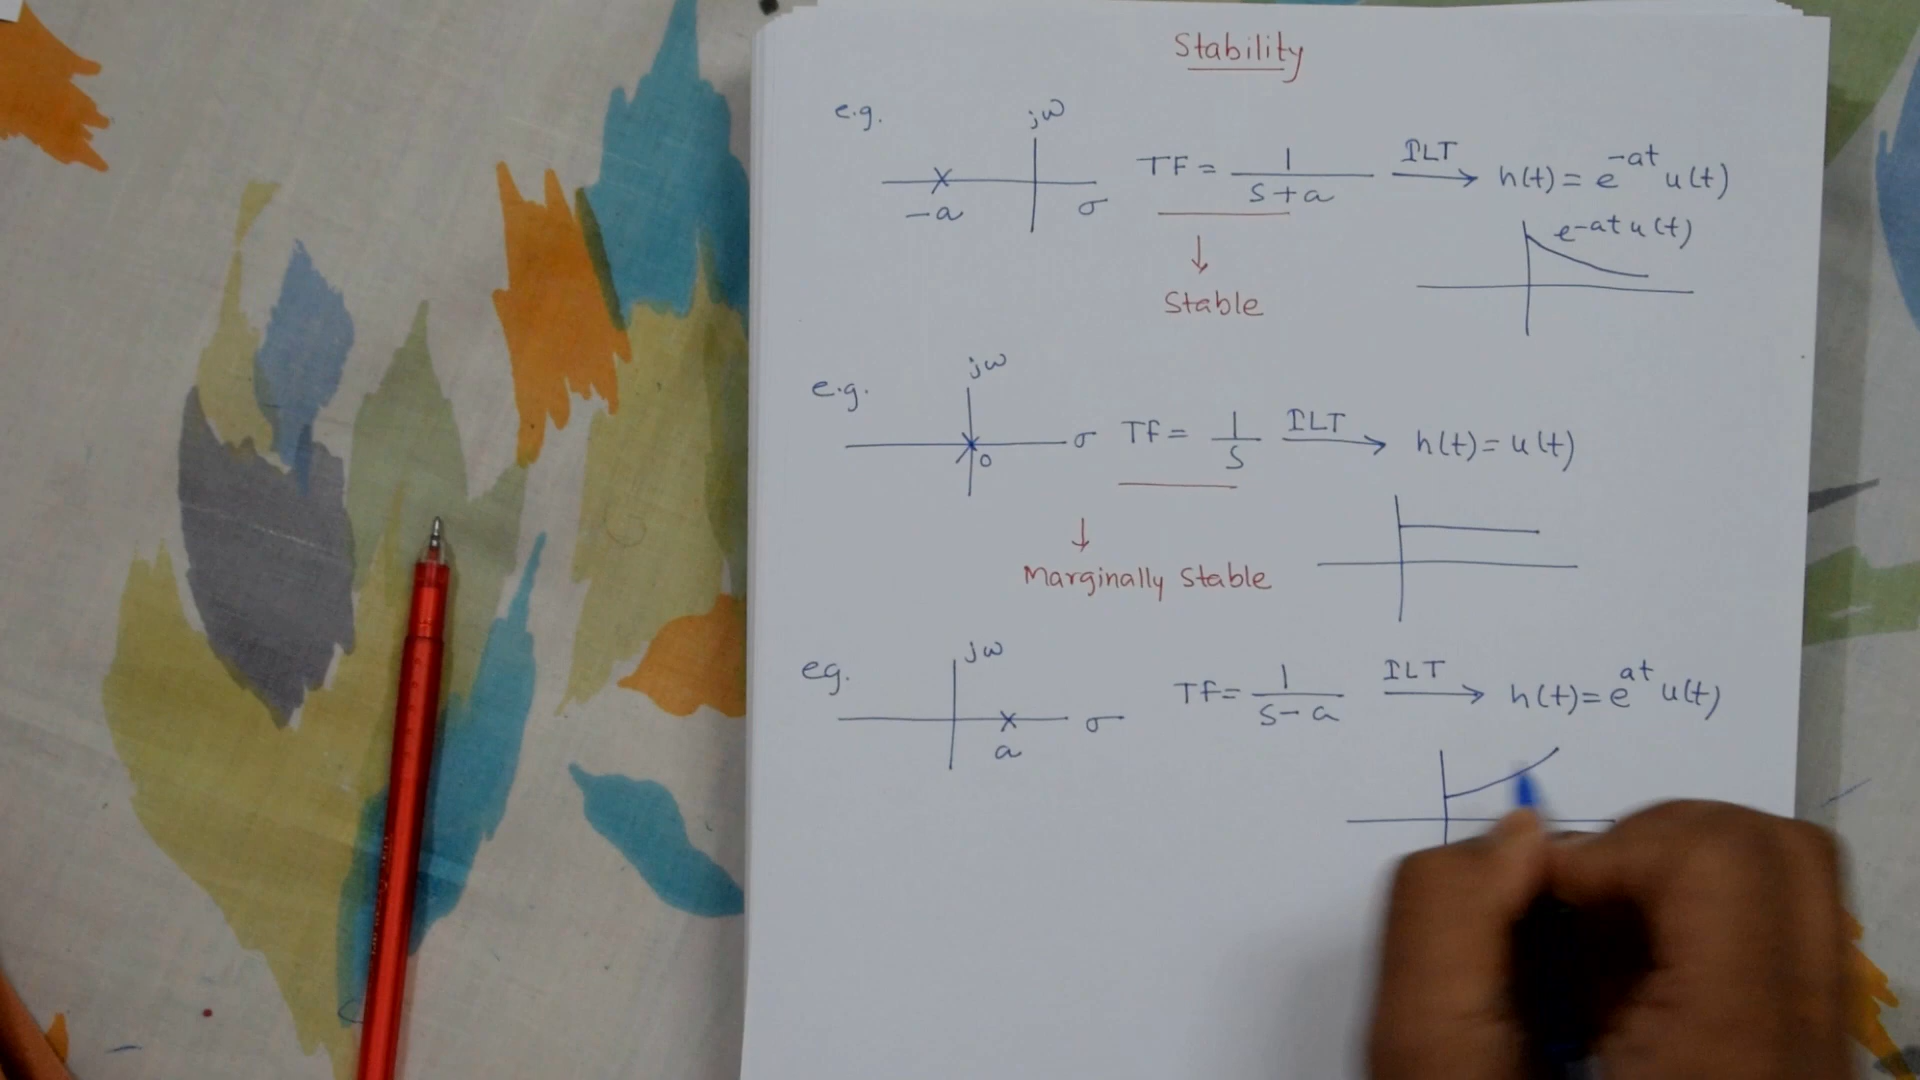 Stability
e.g.
jω
-a
σ
TF = 1/(s+a)
ILT
h(t) = e^-at u(t)
e-at u(t)
↓
Stable
e.g.
jω
0
σ
Tf = 1/s
ILT
h(t) = u(t)
↓
Marginally Stable
eg.
jω
a
σ
Tf = 1/(s-a)
ILT
h(t) = e^at u(t)